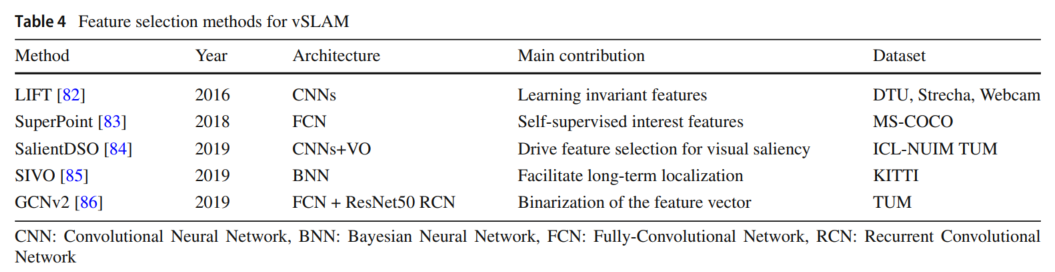 Table 4 Feature selection methods for vSLAM
Method Year Architecture Main contribution Dataset
LIFT [82] 2016 CNNs Learning invariant features DTU, Strecha, Webcam
SuperPoint [83] 2018 FCN Self-supervised interest features MS-COCO
SalientDSO [84] 2019 CNNs+VO Drive feature selection for visual saliency ICL-NUIM TUM
SIVO [85] 2019 BNN Facilitate long-term localization KITTI
GCNv2 [86] 2019 FCN + ResNet50 RCN Binarization of the feature vector TUM
CNN: Convolutional Neural Network, BNN: Bayesian Neural Network, FCN: Fully-Convolutional Network, RCN: Recurrent Convolutional
Network